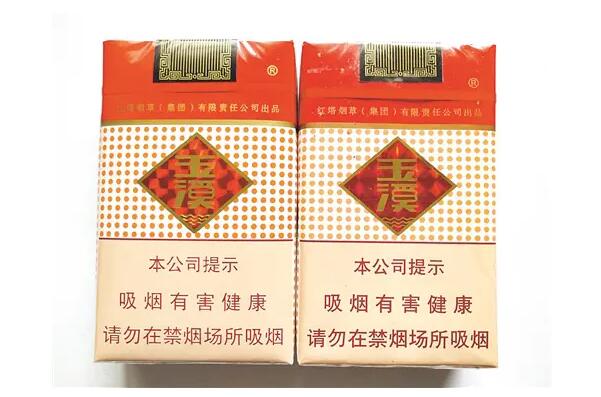 ®
红塔烟草（集团）有限责任公司出品
玉溪
本公司提示
吸烟有害健康
请勿在禁烟场所吸烟
®
红塔烟草（集团）有限责任公司出品
玉溪
本公司提示
吸烟有害健康
请勿在禁烟场所吸烟